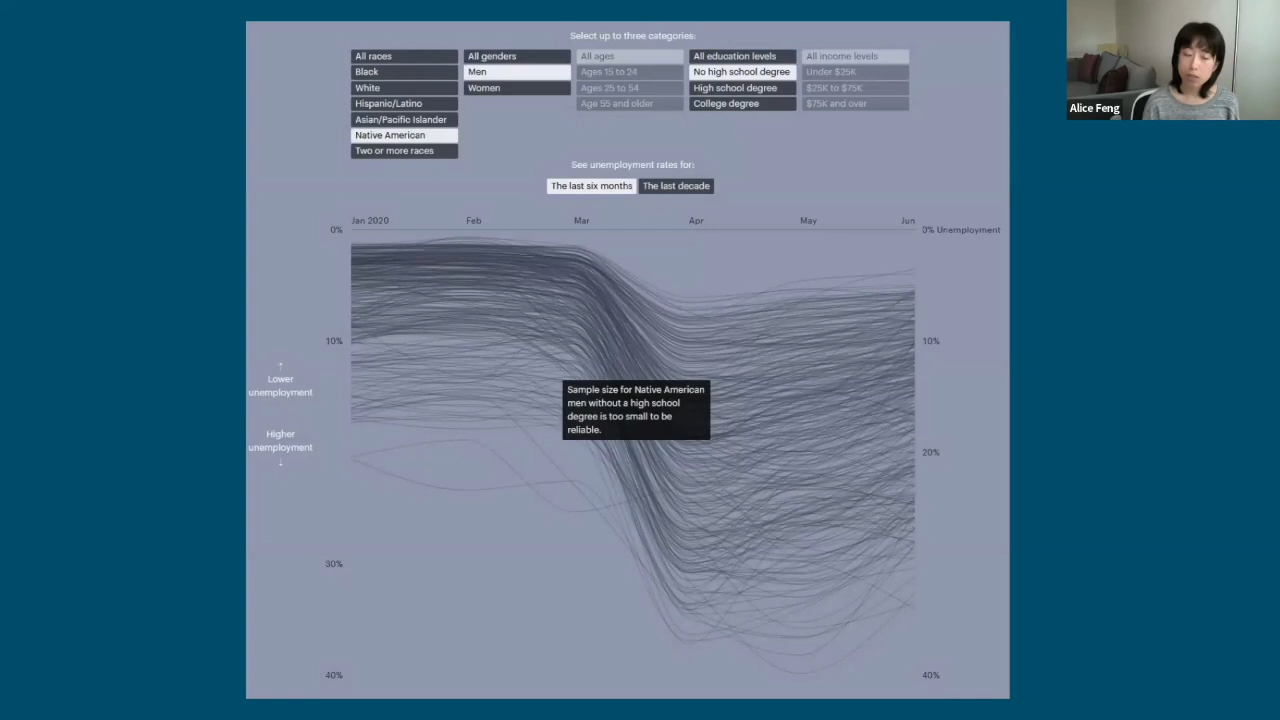 Select up to three categories:
All races
Black
White
Hispanic/Latino
Asian/Pacific Islander
Native American
Two or more races
All genders
Men
Women
All ages
Ages 15 to 24
Ages 25 to 54
Age 55 and older
All education levels
No high school degree
High school degree
College degree
All income levels
Under $25K
$25K to $75K
$75K and over
See unemployment rates for:
The last six months
The last decade
Jan 2020 Feb Mar Apr May Jun
0% 0% Unemployment
10% 10%
↑
Lower
unemployment
Higher
unemployment
↓
20%
30%
40% 40%
Sample size for Native American
men without a high school
degree is too small to be
reliable.
Alice Feng